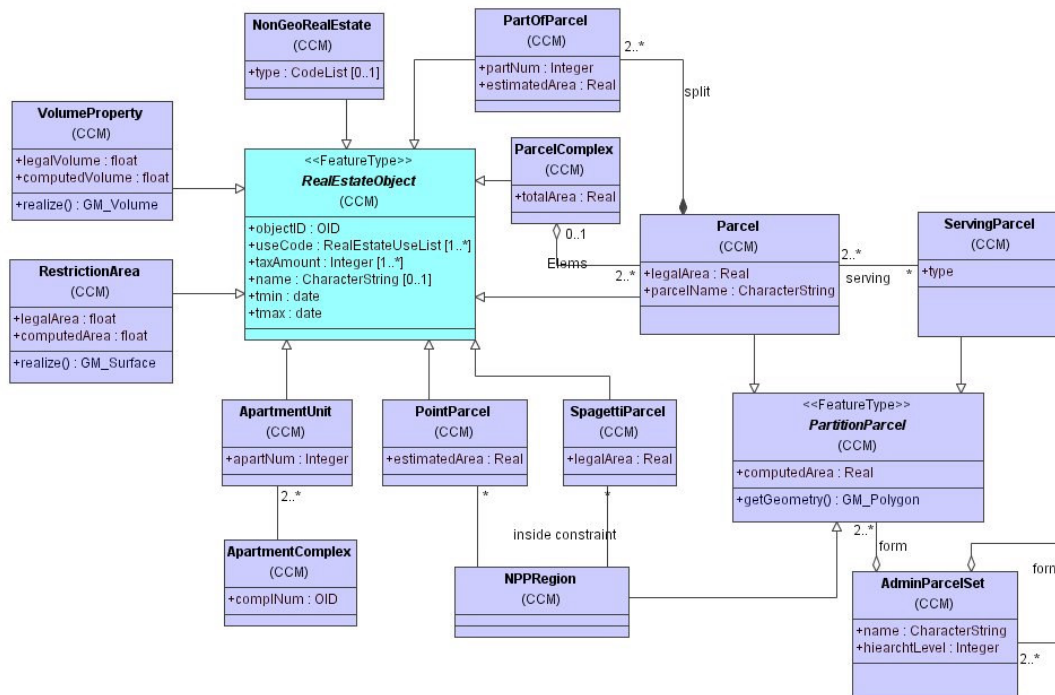 NonGeoRealEstate
(CCM)
+type : CodeList [0..1]
PartOfParcel
(CCM)
+partNum : Integer
+estimatedArea : Real
2..*
split
VolumeProperty
(CCM)
+legalVolume : float
+computedVolume : float
+realize() : GM_Volume
<<FeatureType>>
RealEstateObject
(CCM)
+objectID : OID
+useCode : RealEstateUseList [1..*]
+taxAmount : Integer [1..*]
+name : CharacterString [0..1]
+tmin : date
+tmax : date
ParcelComplex
(CCM)
+totalArea : Real
0..1
Elems
2..*
Parcel
(CCM)
+legalArea : Real
+parcelName : CharacterString
2..*
serving
*
ServingParcel
(CCM)
+type
RestrictionArea
(CCM)
+legalArea : float
+computedArea : float
+realize() : GM_Surface
ApartmentUnit
(CCM)
+apartNum : Integer
2..*
PointParcel
(CCM)
+estimatedArea : Real
*
SpagettiParcel
(CCM)
+legalArea : Real
*
inside constraint
<<FeatureType>>
PartitionParcel
(CCM)
+computedArea : Real
+getGeometry() : GM_Polygon
2..*
form
form
ApartmentComplex
(CCM)
+complNum : OID
NPPRegion
(CCM)
AdminParcelSet
(CCM)
+name : CharacterString
+hiearchtLevel : Integer
2..*